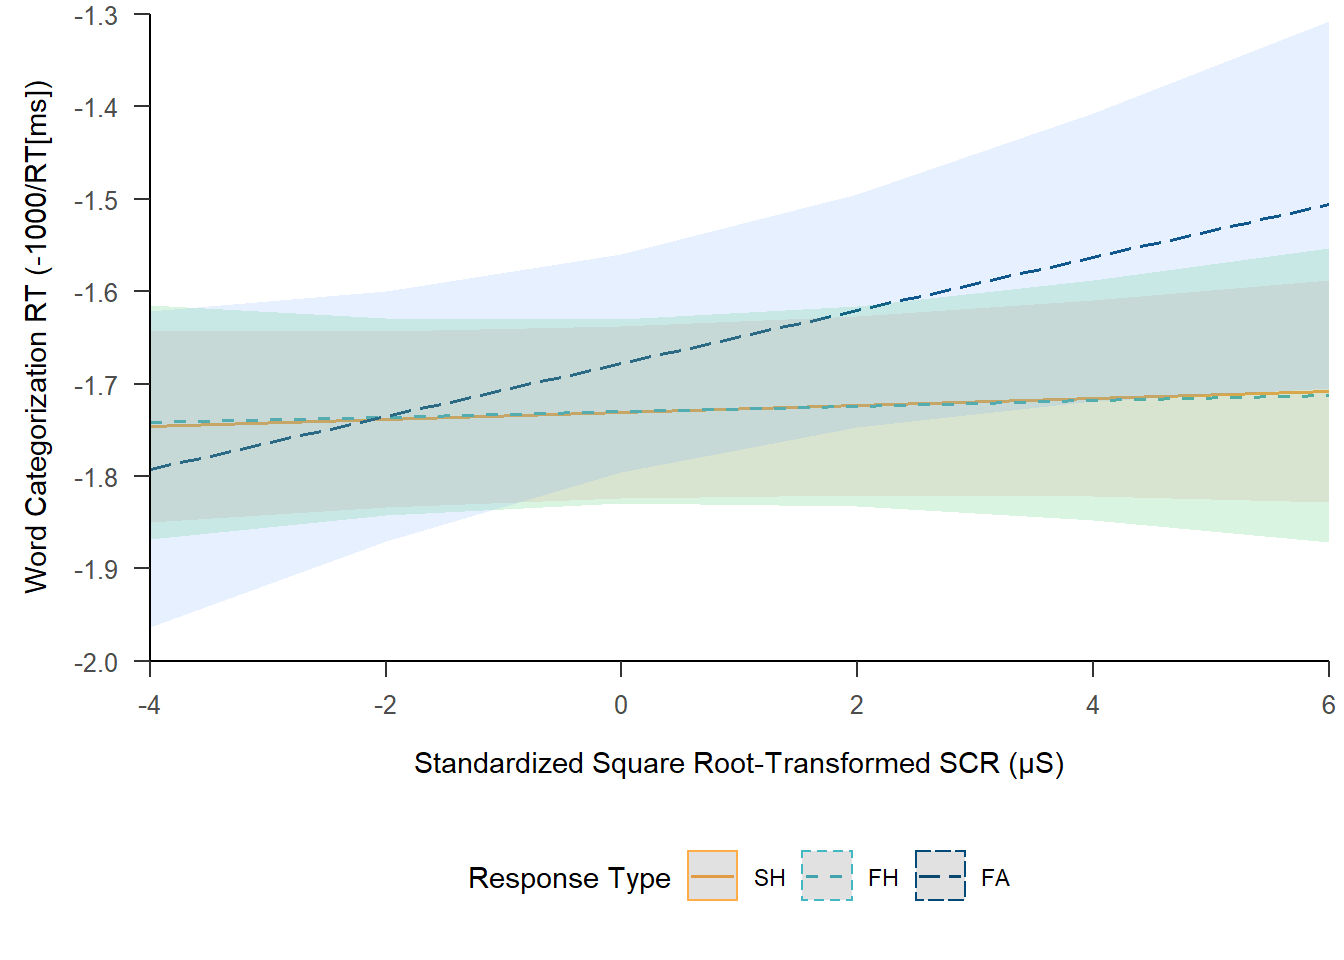 Word Categorization RT (-1000/RT[ms])
-1.3
-1.4
-1.5
-1.6
-1.7
-1.8
-1.9
-2.0
-4 -2 0 2 4 6
Standardized Square Root-Transformed SCR (µS)
Response Type SH FH FA